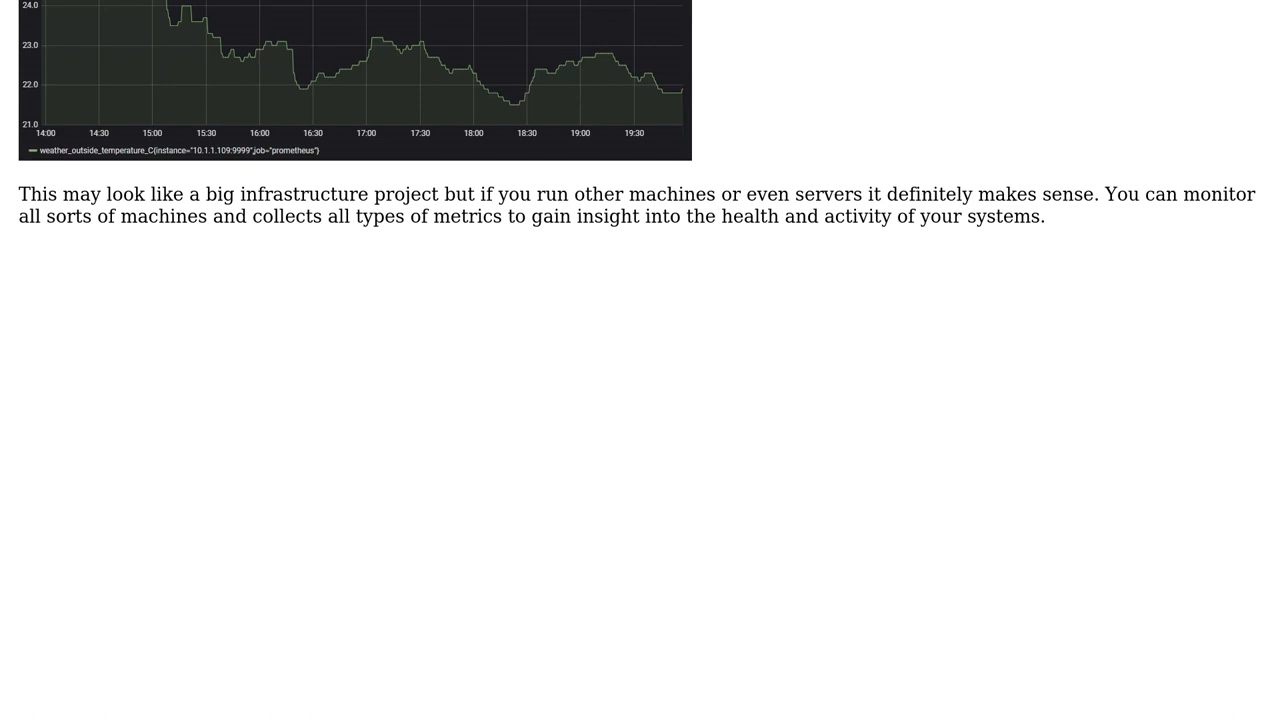 24.0
23.0
22.0
21.0
14:00 14:30 15:00 15:30 16:00 16:30 17:00 17:30 18:00 18:30 19:00 19:30
weather_outside_temperature_C{instance="10.1.1.109:9999",job="prometheus"}
This may look like a big infrastructure project but if you run other machines or even servers it definitely makes sense. You can monitor
all sorts of machines and collects all types of metrics to gain insight into the health and activity of your systems.